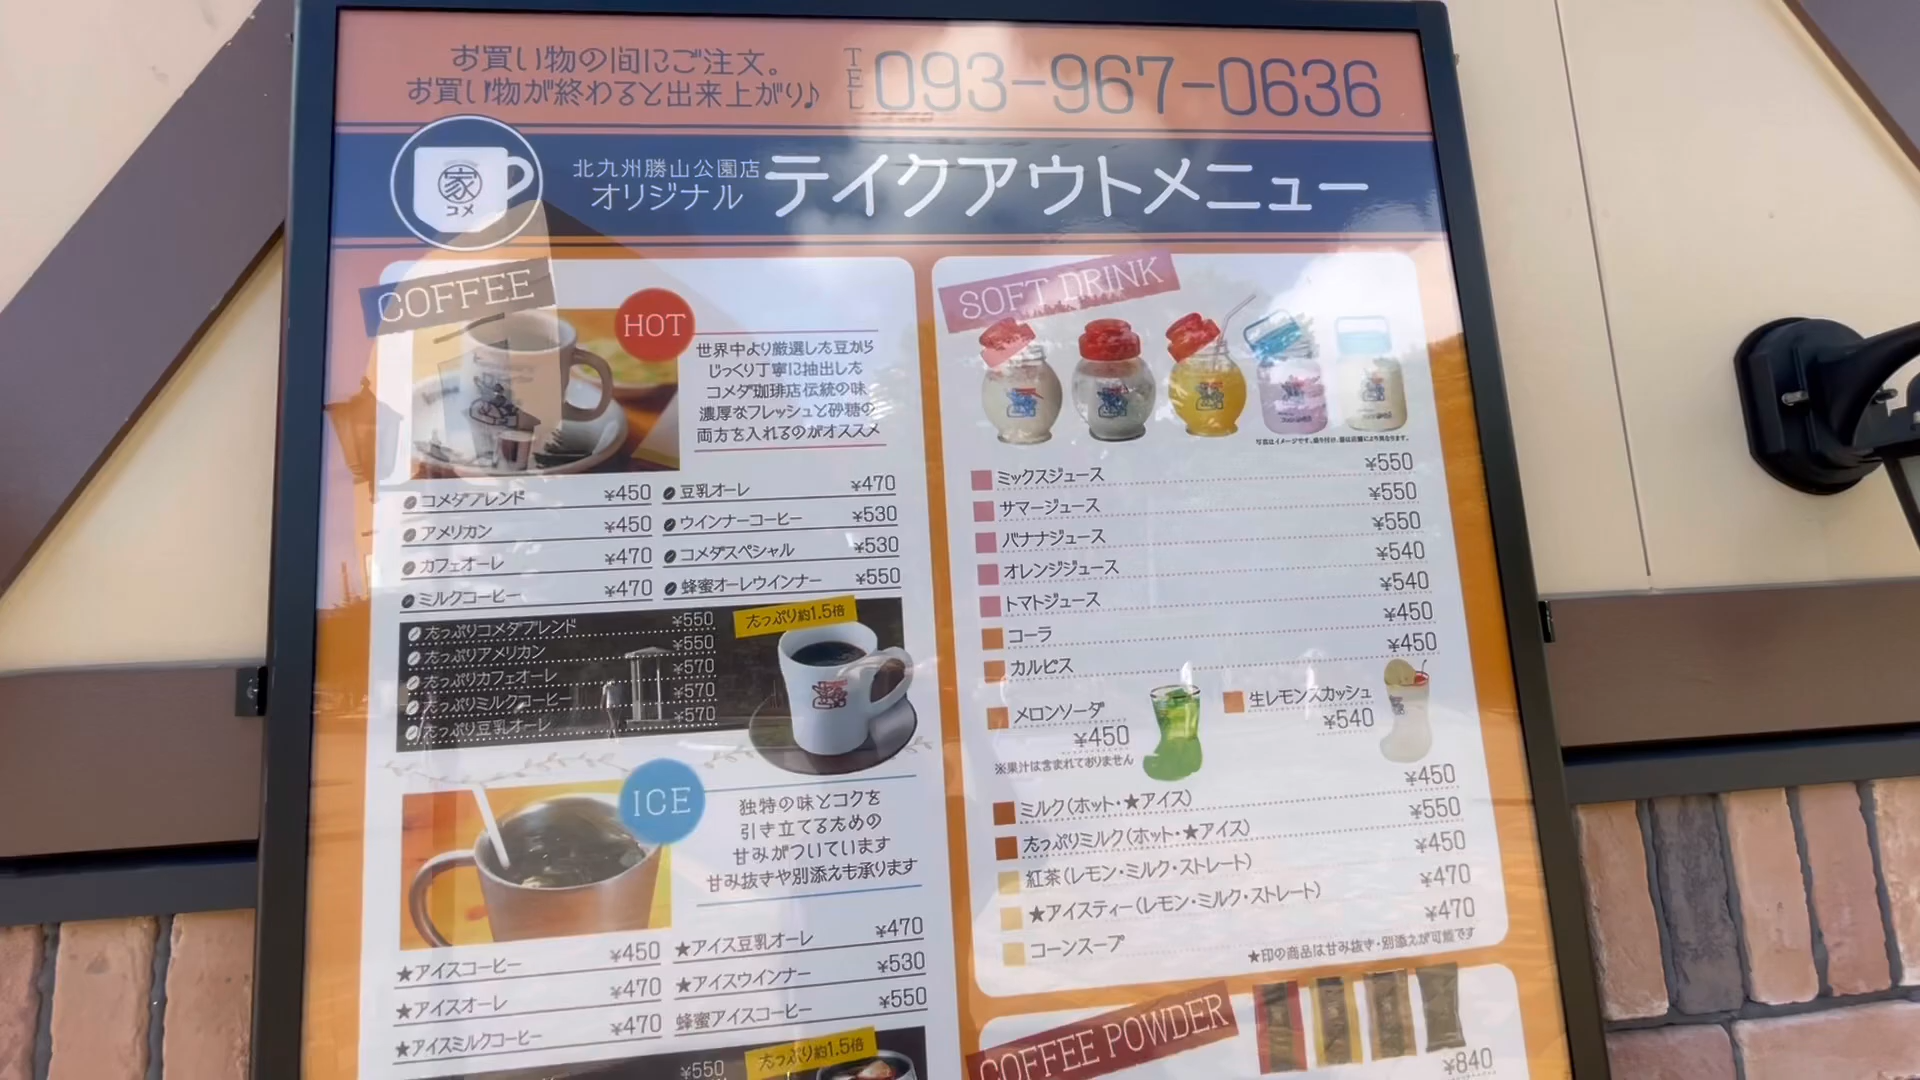 お買い物の間にご注文。
お買い物が終わると出来上がり♪
TEL 093-967-0636
家
コメ
北九州勝山公園店
オリジナル
テイクアウトメニュー
COFFEE
HOT
世界中より厳選した豆から
じっくり丁寧に抽出した
コメダ珈琲店伝統の味
濃厚なフレッシュと砂糖の
両方を入れるのがオススメ
コメダブレンド ¥450
アメリカン ¥450
カフェオーレ ¥470
ミルクコーヒー ¥470
豆乳オーレ ¥470
ウインナーコーヒー ¥530
コメダスペシャル ¥530
蜂蜜オーレウインナー ¥550
たっぷりコメダブレンド ¥550
たっぷりアメリカン ¥550
たっぷりカフェオーレ ¥570
たっぷりミルクコーヒー ¥570
たっぷり豆乳オーレ ¥570
たっぷり約1.5倍
ICE
独特の味とコクを
引き立てるための
甘みがついています
甘み抜きや別添えも承ります
★アイスコーヒー ¥450
★アイスオーレ ¥470
★アイスミルクコーヒー ¥470
★アイス豆乳オーレ ¥470
★アイスウインナー ¥530
蜂蜜アイスコーヒー ¥550
¥550
たっぷり約1.5倍
SOFT DRINK
写真はイメージです。
ミックスジュース ¥550
サマージュース ¥550
バナナジュース ¥550
オレンジジュース ¥540
トマトジュース ¥540
コーラ ¥450
カルピス ¥450
メロンソーダ
¥450
※果汁は含まれておりません
生レモンスカッシュ
¥540
ミルク(ホット・★アイス) ¥450
たっぷりミルク(ホット・★アイス) ¥550
紅茶(レモン・ミルク・ストレート) ¥450
★アイスティー(レモン・ミルク・ストレート) ¥470
コーンスープ ¥470
★印の商品は甘み抜き・別添えが可能です
COFFEE POWDER
¥840